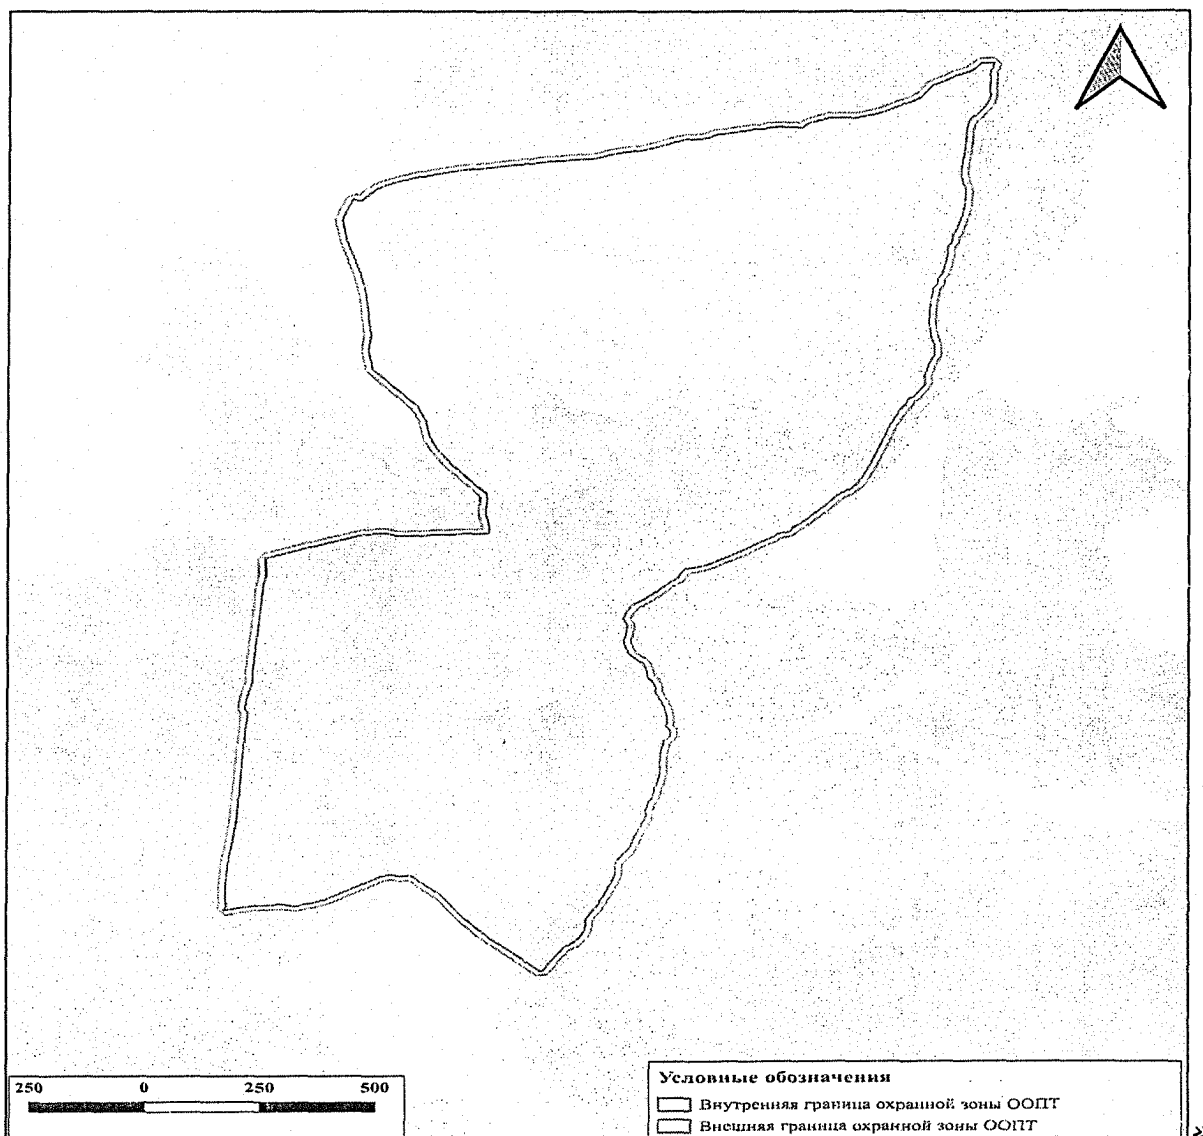 250 0 250 500
Условные обозначения
Внутренняя граница охранной зоны ООПТ
Внешняя граница охранной зоны ООПТ